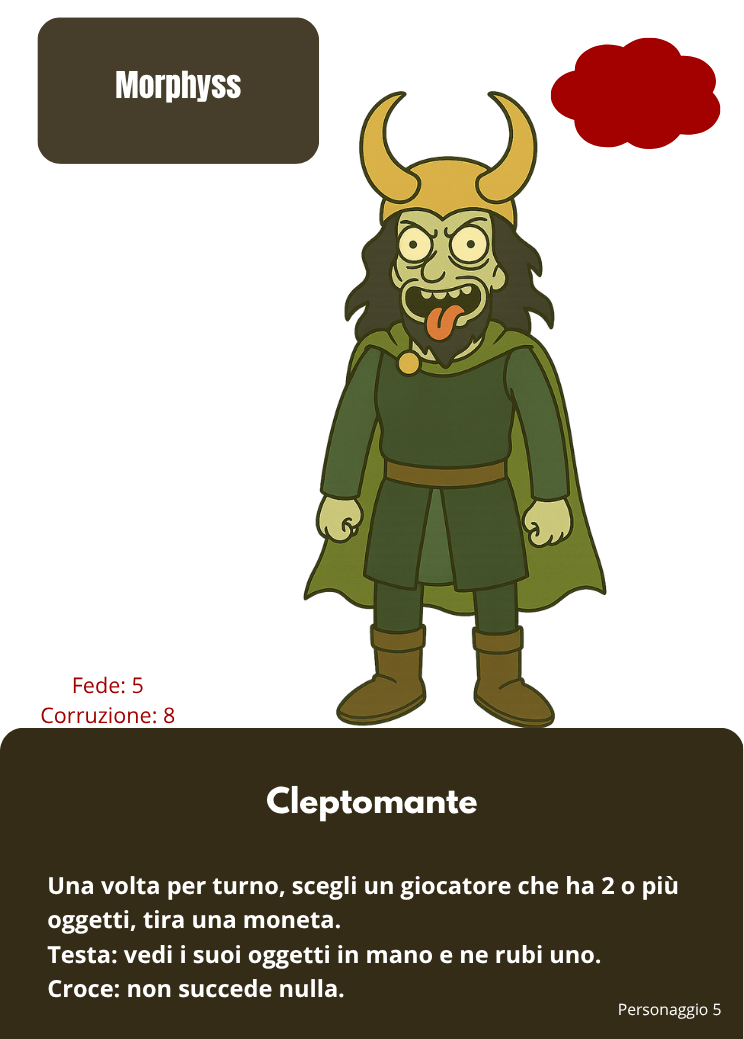 Morphyss
Fede: 5
Corruzione: 8
Cleptomante
Una volta per turno, scegli un giocatore che ha 2 o più
oggetti, tira una moneta.
Testa: vedi i suoi oggetti in mano e ne rubi uno.
Croce: non succede nulla.
Personaggio 5